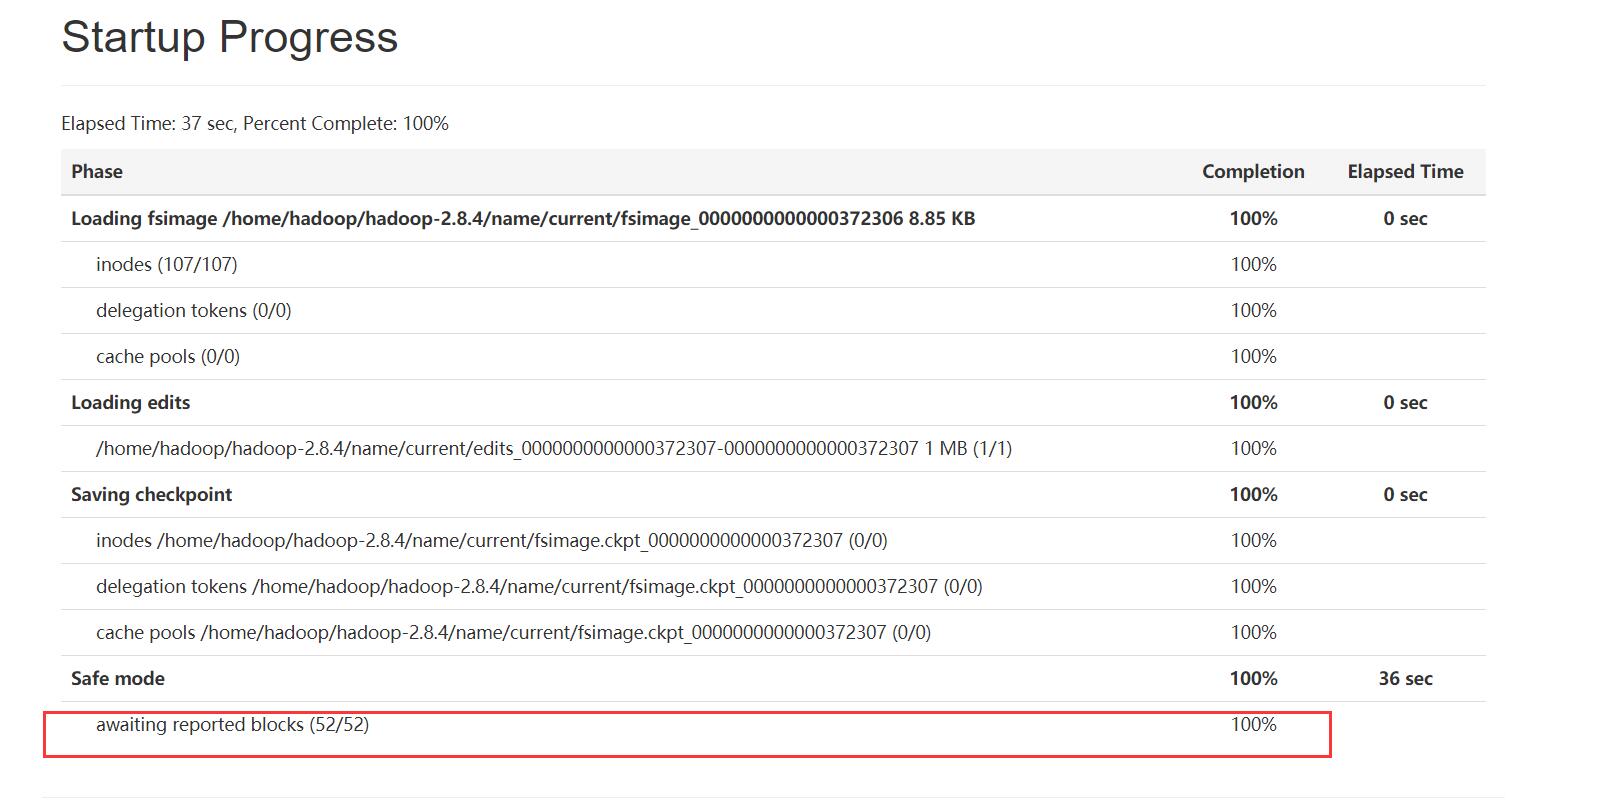 Startup Progress
Elapsed Time: 37 sec, Percent Complete: 100%
Phase Completion Elapsed Time
Loading fsimage /home/hadoop/hadoop-2.8.4/name/current/fsimage_0000000000000372306 8.85 KB 100% 0 sec
inodes (107/107) 100%
delegation tokens (0/0) 100%
cache pools (0/0) 100%
Loading edits 100% 0 sec
/home/hadoop/hadoop-2.8.4/name/current/edits_0000000000000372307-0000000000000372307 1 MB (1/1) 100%
Saving checkpoint 100% 0 sec
inodes /home/hadoop/hadoop-2.8.4/name/current/fsimage.ckpt_0000000000000372307 (0/0) 100%
delegation tokens /home/hadoop/hadoop-2.8.4/name/current/fsimage.ckpt_0000000000000372307 (0/0) 100%
cache pools /home/hadoop/hadoop-2.8.4/name/current/fsimage.ckpt_0000000000000372307 (0/0) 100%
Safe mode 100% 36 sec
awaiting reported blocks (52/52) 100%